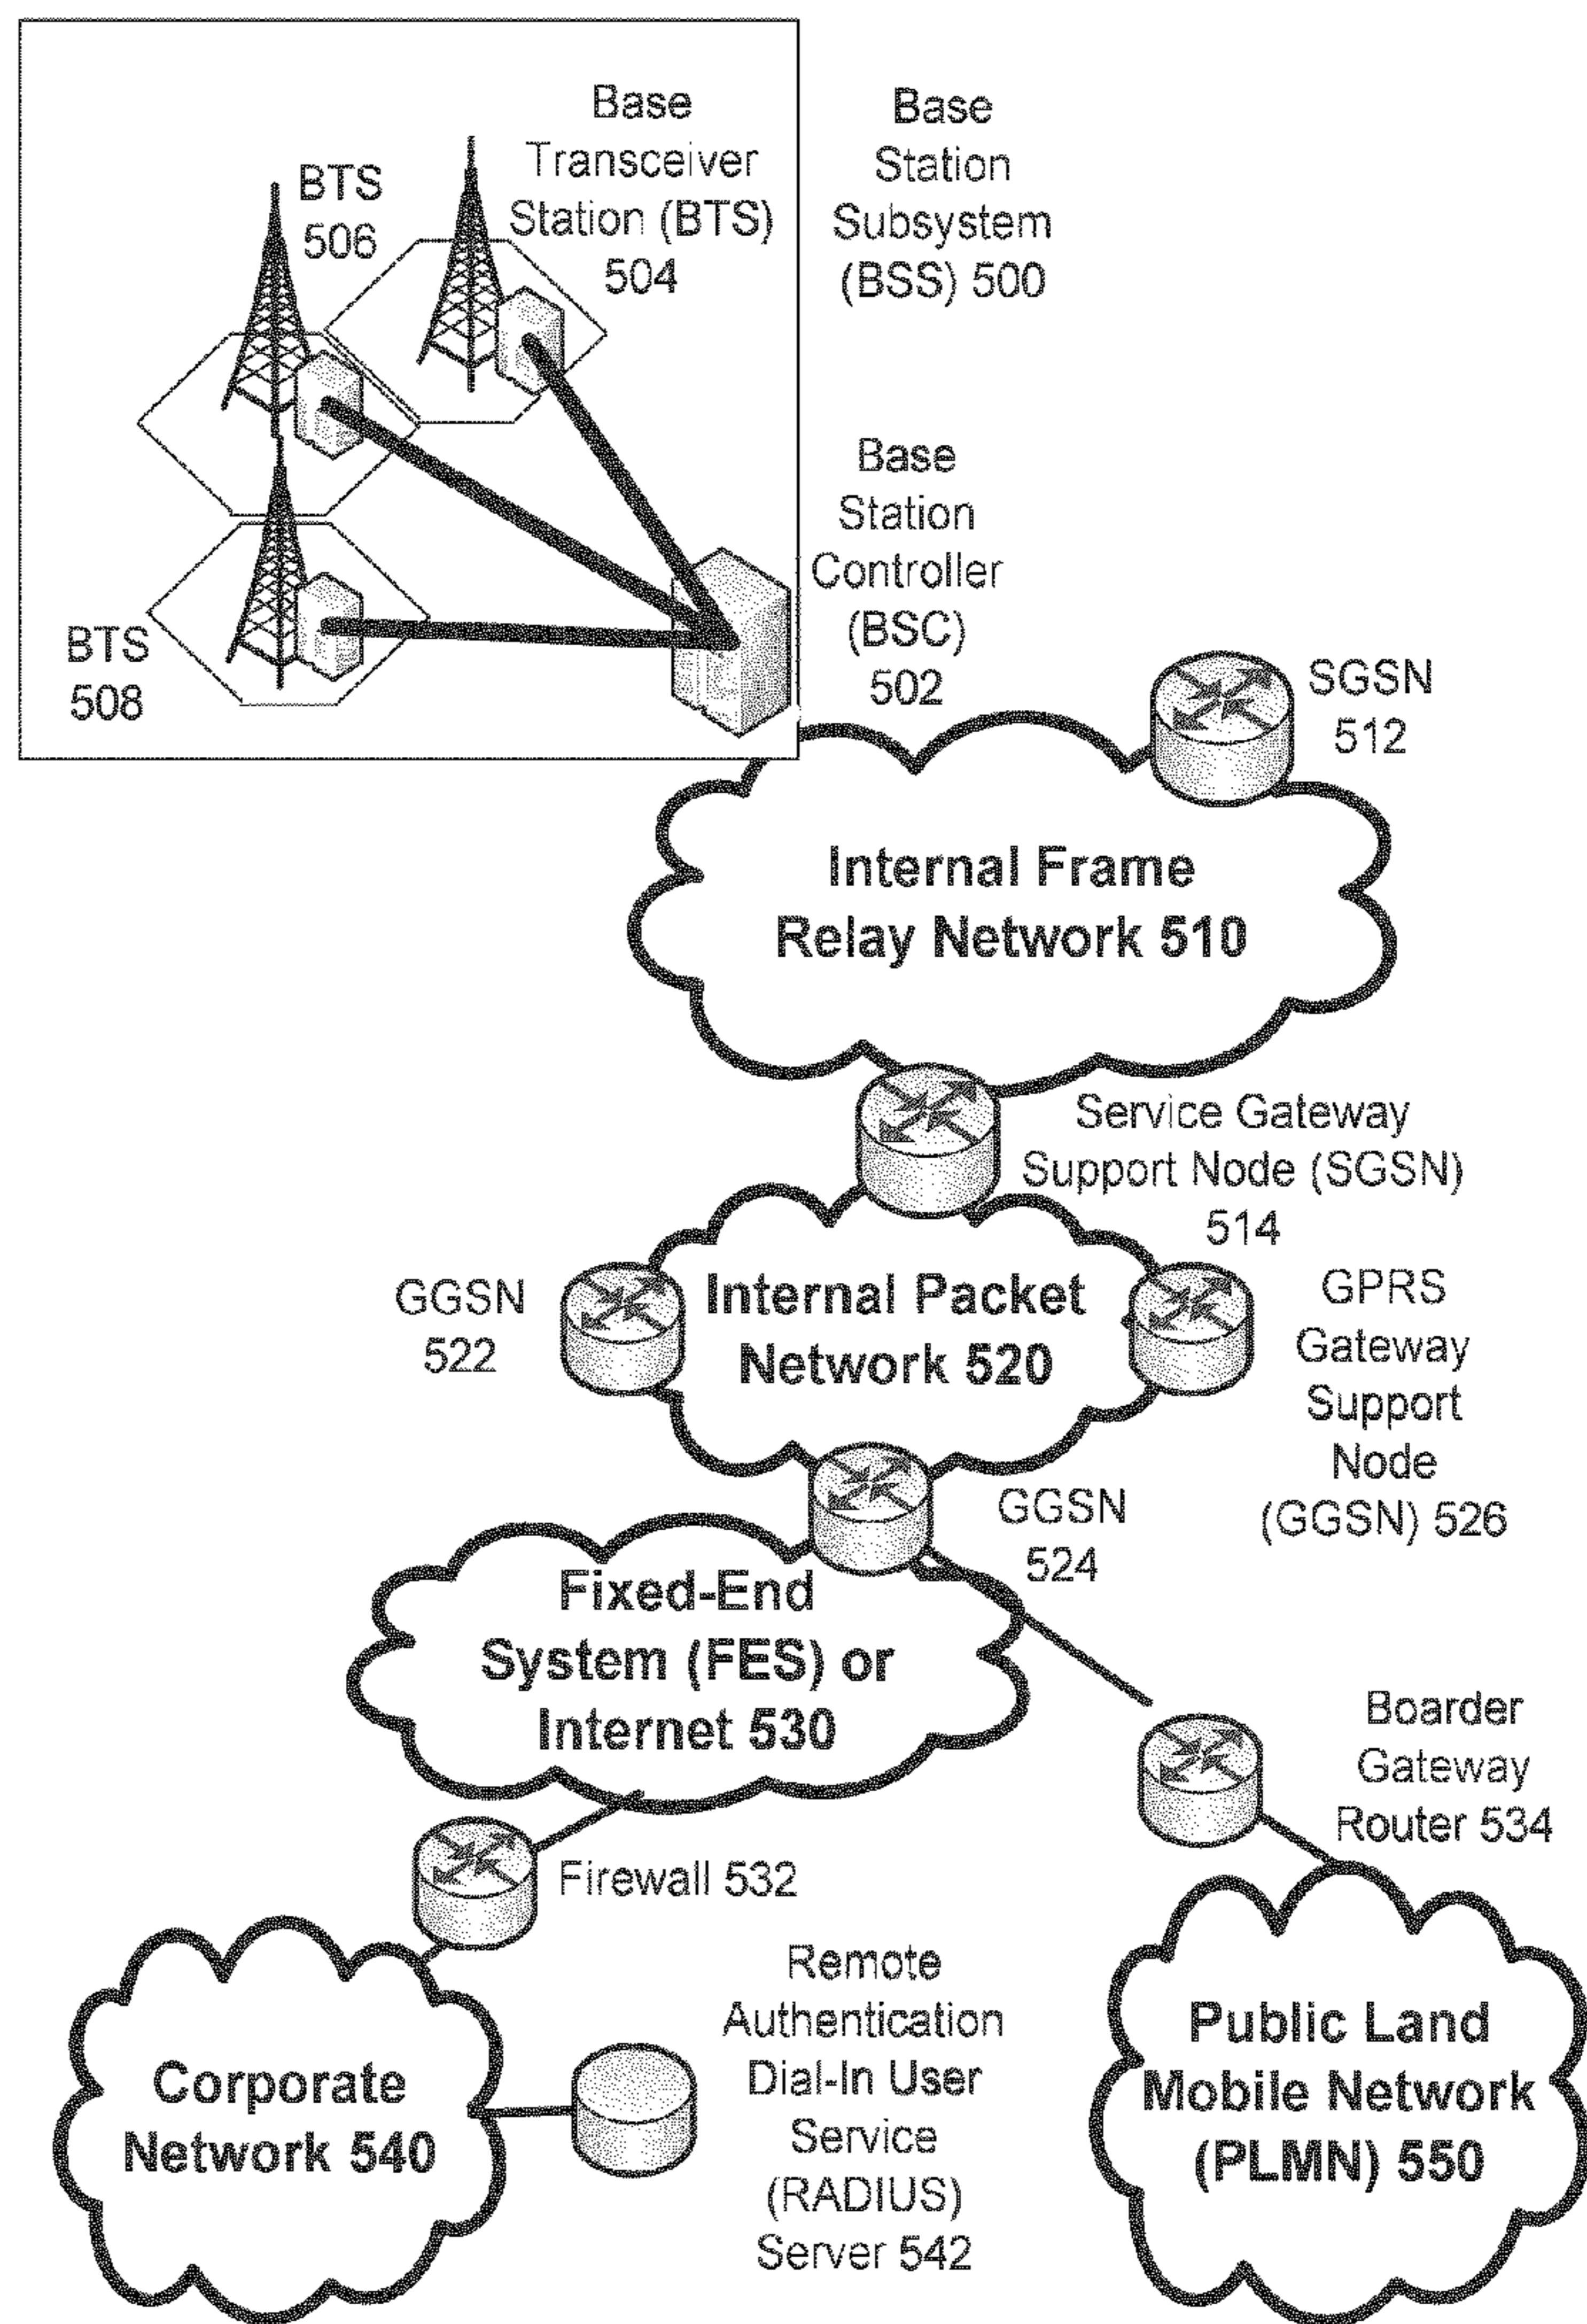 Base
Transceiver
Station (BTS)
504
BTS
506
BTS
508
Base
Station
Subsystem
(BSS) 500
Base
Station
Controller
(BSC)
502
SGSN
512
Internal Frame
Relay Network 510
Service Gateway
Support Node (SGSN)
514
GGSN
522
Internal Packet
Network 520
GPRS
Gateway
Support
Node
(GGSN) 526
GGSN
524
Fixed-End
System (FES) or
Internet 530
Boarder
Gateway
Router 534
Firewall 532
Remote
Authentication
Dial-In User
Service
(RADIUS)
Server 542
Corporate
Network 540
Public Land
Mobile Network
(PLMN) 550